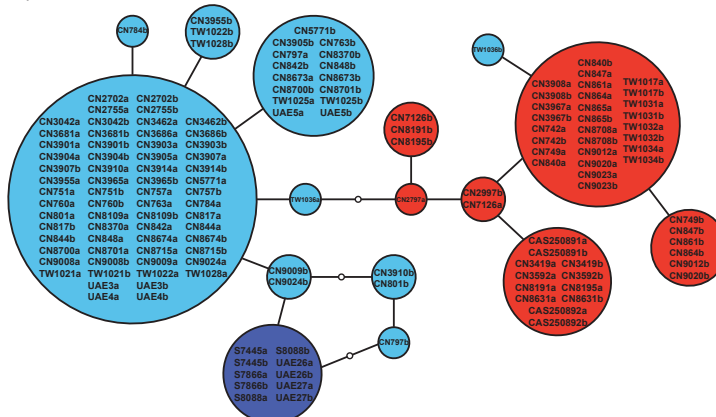 CN784b
CN3955b
TW1022b
TW1028b
CN5771b
CN3905b CN763b
CN797a CN8370b
CN842b CN848b
CN8673a CN8673b
CN8700b CN8701b
TW1025a TW1025b
UAE5a UAE5b
CN2702a CN2702b
CN2755a CN2755b
CN3042a CN3042b CN3462a CN3462b
CN3681a CN3681b CN3686a CN3686b
CN3901a CN3901b CN3903a CN3903b
CN3904a CN3904b CN3905a CN3907a
CN3907b CN3910a CN3914a CN3914b
CN3955a CN3965a CN3965b CN5771a
CN751a CN751b CN757a CN757b
CN760a CN760b CN763a CN784a
CN801a CN8109a CN8109b CN817a
CN817b CN8370a CN842a CN844a
CN844b CN848a CN8674a CN8674b
CN8700a CN8701a CN8715a CN8715b
CN9008a CN9008b CN9009a CN9024a
TW1021a TW1021b TW1022a TW1028a
UAE3a UAE3b
UAE4a UAE4b
TW1036a
CN7126b
CN8191b
CN8195b
CN2797a
CN2997b
CN7126a
TW1036b
CN3908a
CN3908b
CN3967a
CN3967b
CN742a
CN742b
CN749a
CN840a
CN840b
CN847a
CN861a
CN864a
CN865a
CN865b
CN8708a
CN8708b
CN9012a
CN9020a
CN9023a
CN9023b
TW1017a
TW1017b
TW1031a
TW1031b
TW1032a
TW1032b
TW1034a
TW1034b
CN749b
CN847b
CN861b
CN864b
CN9012b
CN9020b
CAS250891a
CAS250891b
CN3419a CN3419b
CN3592a CN3592b
CN8191a CN8195a
CN8631a CN8631b
CAS250892a
CAS250892b
CN9009b
CN9024b
CN3910b
CN801b
CN797b
S7445a S8088b
S7445b UAE26a
S7866a UAE26b
S7866b UAE27a
S8088a UAE27b